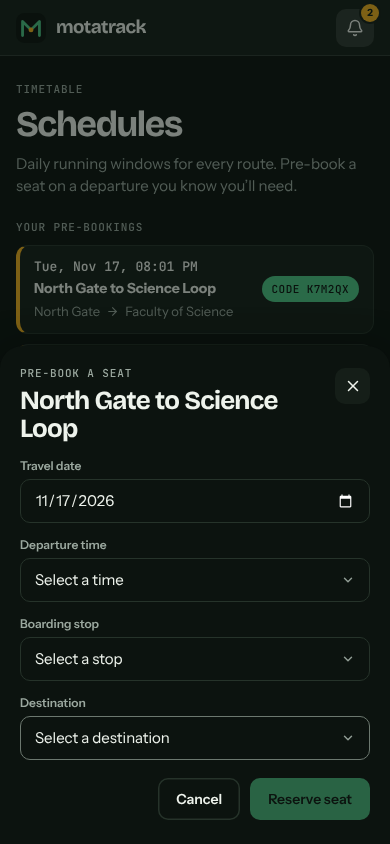 motatrack
2
TIMETABLE
Schedules
Daily running windows for every route. Pre-book a
seat on a departure you know you'll need.
YOUR PRE-BOOKINGS
Tue, Nov 17, 08:01 PM
North Gate to Science Loop
CODE K7M2QX
North Gate → Faculty of Science
PRE-BOOK A SEAT
North Gate to Science
Loop
Travel date
11/17/2026
Departure time
Select a time
Boarding stop
Select a stop
Destination
Select a destination
Cancel
Reserve seat